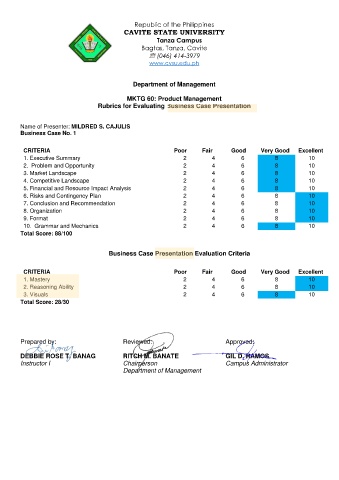 Republic of the Philippines
CAVITE STATE UNIVERSITY
Tanza Campus
Bagtas, Tanza, Cavite
☏ (046) 414-3979
www.cvsu.edu.ph
Department of Management
MKTG 60: Product Management
Rubrics for Evaluating Business Case Presentation
Name of Presenter: MILDRED S. CAJULIS
Business Case No. 1
CRITERIA Poor Fair Good Very Good Excellent
1. Executive Summary 2 4 6 8 10
2. Problem and Opportunity 2 4 6 8 10
3. Market Landscape 2 4 6 8 10
4. Competitive Landscape 2 4 6 8 10
5. Financial and Resource Impact Analysis 2 4 6 8 10
6. Risks and Contingency Plan 2 4 6 8 10
7. Conclusion and Recommendation 2 4 6 8 10
8. Organization 2 4 6 8 10
9. Format 2 4 6 8 10
10. Grammar and Mechanics 2 4 6 8 10
Total Score: 88/100
Business Case Presentation Evaluation Criteria
CRITERIA Poor Fair Good Very Good Excellent
1. Mastery 2 4 6 8 10
2. Reasoning Ability 2 4 6 8 10
3. Visuals 2 4 6 8 10
Total Score: 28/30
Prepared by: Reviewed: Approved:
DEBBIE ROSE T. BANAG RITCH M. BANATE GIL D. RAMOS
Instructor I Chairperson Campus Administrator
Department of Management